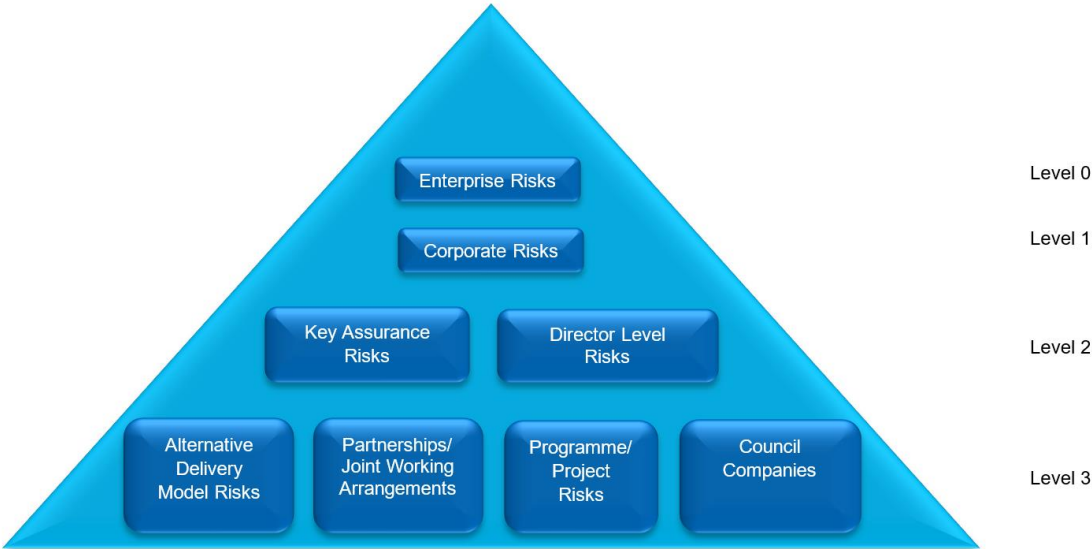 Enterprise Risks
Level 0
Corporate Risks
Level 1
Key Assurance
Risks
Director Level
Risks
Level 2
Alternative
Delivery
Model Risks
Partnerships/
Joint Working
Arrangements
Programme/
Project
Risks
Council
Companies
Level 3